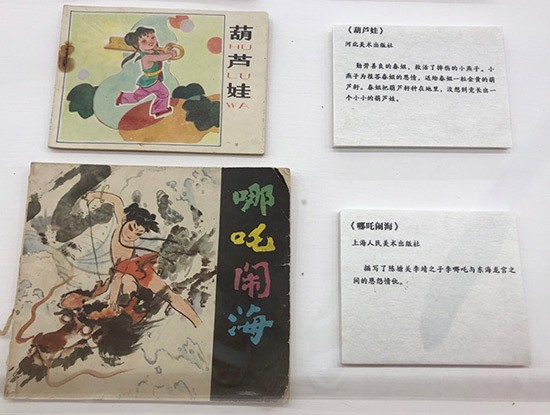 葫
HU
芦
LU
娃
WA
《葫芦娃》
河北美术出版社
勤劳善良的春妞，救活了摔伤的小燕子。小
燕子为报答春妞的恩情，送给春妞一粒金黄的葫
芦籽。春妞把葫芦籽种在地里，没想到竟长出一
个小小的葫芦娃。
哪
吒
闹
海
《哪吒闹海》
上海人民美术出版社
描写了陈塘关李靖之子李哪吒与东海龙宫之
间的恩怨情仇。